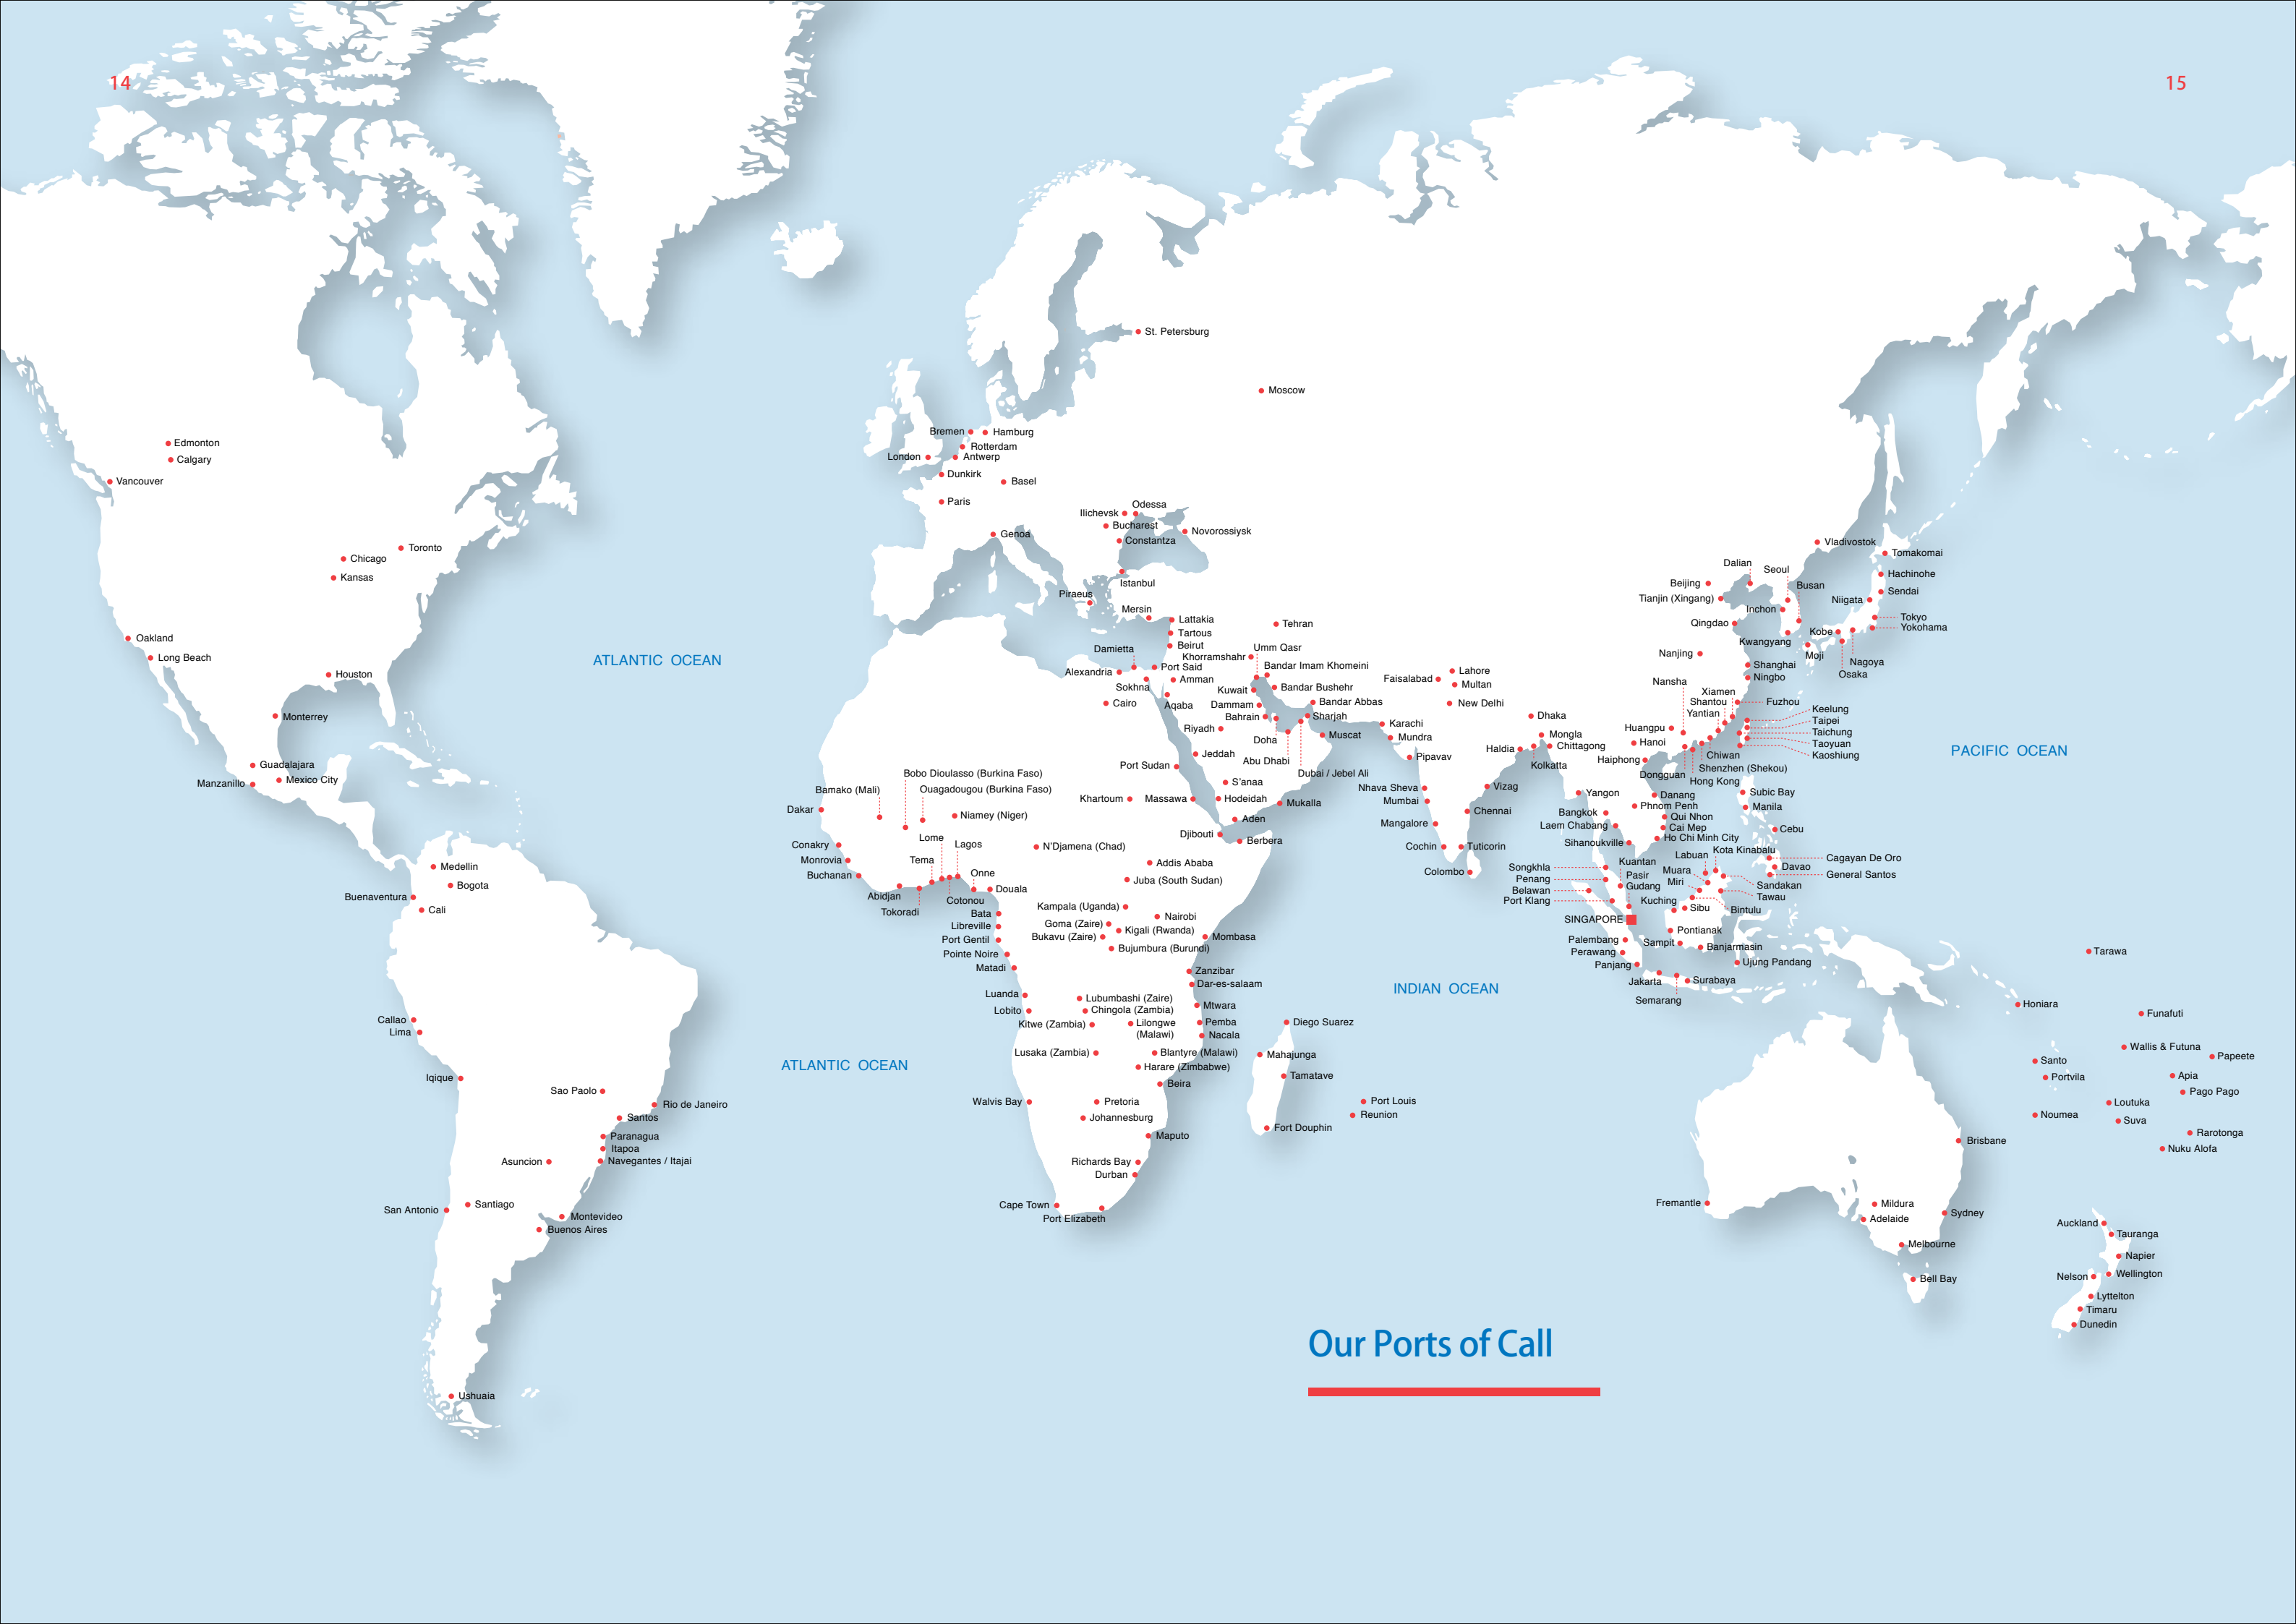 14
15
St. Petersburg
Moscow
Edmonton
Calgary
Vancouver
Toronto
Chicago
Kansas
Oakland
Long Beach
Houston
Monterrey
Guadalajara
Mexico City
Manzanillo
ATLANTIC OCEAN
Medellin
Bogota
Buenaventura
Cali
Callao
Lima
Iqique
Sao Paolo
Rio de Janeiro
Santos
Paranagua
Itapoa
Navegantes / Itajai
Asuncion
Santiago
San Antonio
Montevideo
Buenos Aires
Ushuaia
ATLANTIC OCEAN
Bremen
Hamburg
Rotterdam
London
Antwerp
Dunkirk
Basel
Paris
Genoa
Odessa
Ilichevsk
Bucharest
Constantza
Novorossiysk
Istanbul
Piraeus
Mersin
Lattakia
Tartous
Beirut
Damietta
Port Said
Alexandria
Sokhna
Amman
Cairo
Aqaba
Tehran
Umm Qasr
Khorramshahr
Bandar Imam Khomeini
Kuwait
Bandar Bushehr
Dammam
Bandar Abbas
Bahrain
Sharjah
Riyadh
Doha
Muscat
Abu Dhabi
Dubai / Jebel Ali
Jeddah
Port Sudan
S'anaa
Khartoum
Massawa
Hodeidah
Mukalla
Aden
Djibouti
Berbera
Bobo Dioulasso (Burkina Faso)
Ouagadougou (Burkina Faso)
Bamako (Mali)
Dakar
Niamey (Niger)
Lome
Lagos
Conakry
Monrovia
Tema
Buchanan
Onne
Abidjan
Tokoradi
Cotonou
Douala
N'Djamena (Chad)
Addis Ababa
Juba (South Sudan)
Bata
Libreville
Port Gentil
Pointe Noire
Matadi
Kampala (Uganda)
Nairobi
Goma (Zaire)
Kigali (Rwanda)
Bukavu (Zaire)
Mombasa
Bujumbura (Burundi)
Zanzibar
Dar-es-salaam
Luanda
Lobito
Lubumbashi (Zaire)
Chingola (Zambia)
Kitwe (Zambia)
Lilongwe
(Malawi)
Mtwara
Pemba
Nacala
Lusaka (Zambia)
Blantyre (Malawi)
Harare (Zimbabwe)
Beira
Walvis Bay
Pretoria
Johannesburg
Maputo
Richards Bay
Durban
Cape Town
Port Elizabeth
Diego Suarez
Mahajunga
Tamatave
Fort Douphin
Port Louis
Reunion
INDIAN OCEAN
Lahore
Faisalabad
Multan
New Delhi
Karachi
Mundra
Pipavav
Nhava Sheva
Mumbai
Mangalore
Cochin
Tuticorin
Colombo
Chennai
Vizag
Haldia
Kolkatta
Dhaka
Mongla
Chittagong
Yangon
Bangkok
Laem Chabang
Sihanoukville
Songkhla
Penang
Belawan
Port Klang
SINGAPORE
Kuantan
Pasir
Gudang
Palembang
Perawang
Panjang
Jakarta
Semarang
Surabaya
Sampit
Banjarmasin
Ujung Pandang
Pontianak
Kuching
Sibu
Bintulu
Miri
Muara
Labuan
Kota Kinabalu
Sandakan
Tawau
Hanoi
Haiphong
Danang
Phnom Penh
Qui Nhon
Cai Mep
Ho Chi Minh City
Beijing
Dalian
Tianjin (Xingang)
Qingdao
Seoul
Busan
Inchon
Kwangyang
Nanjing
Shanghai
Ningbo
Nansha
Xiamen
Shantou
Yantian
Fuzhou
Huangpu
Chiwan
Shenzhen (Shekou)
Dongguan
Hong Kong
Keelung
Taipei
Taichung
Taoyuan
Kaoshiung
Vladivostok
Tomakomai
Hachinohe
Sendai
Niigata
Tokyo
Yokohama
Kobe
Moji
Nagoya
Osaka
PACIFIC OCEAN
Subic Bay
Manila
Cebu
Cagayan De Oro
Davao
General Santos
Tarawa
Honiara
Funafuti
Wallis & Futuna
Papeete
Santo
Portvila
Apia
Pago Pago
Loutuka
Noumea
Suva
Rarotonga
Nuku Alofa
Brisbane
Fremantle
Mildura
Adelaide
Sydney
Melbourne
Bell Bay
Auckland
Tauranga
Napier
Nelson
Wellington
Lyttelton
Timaru
Dunedin
Our Ports of Call